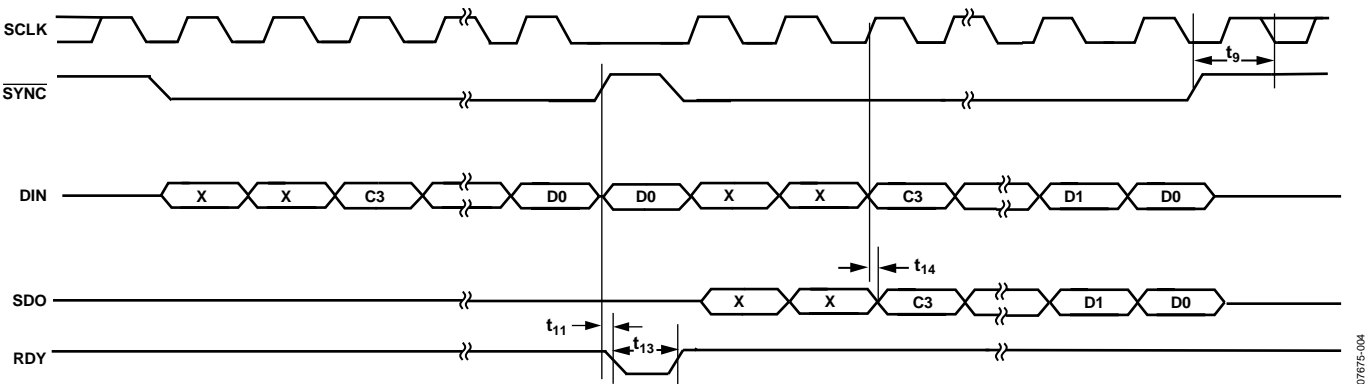 SCLK
t9
SYNC
DIN X X C3 D0 D0 X X C3 D1 D0
t14
SDO X X C3 D1 D0
t11
t13
RDY
07675-004